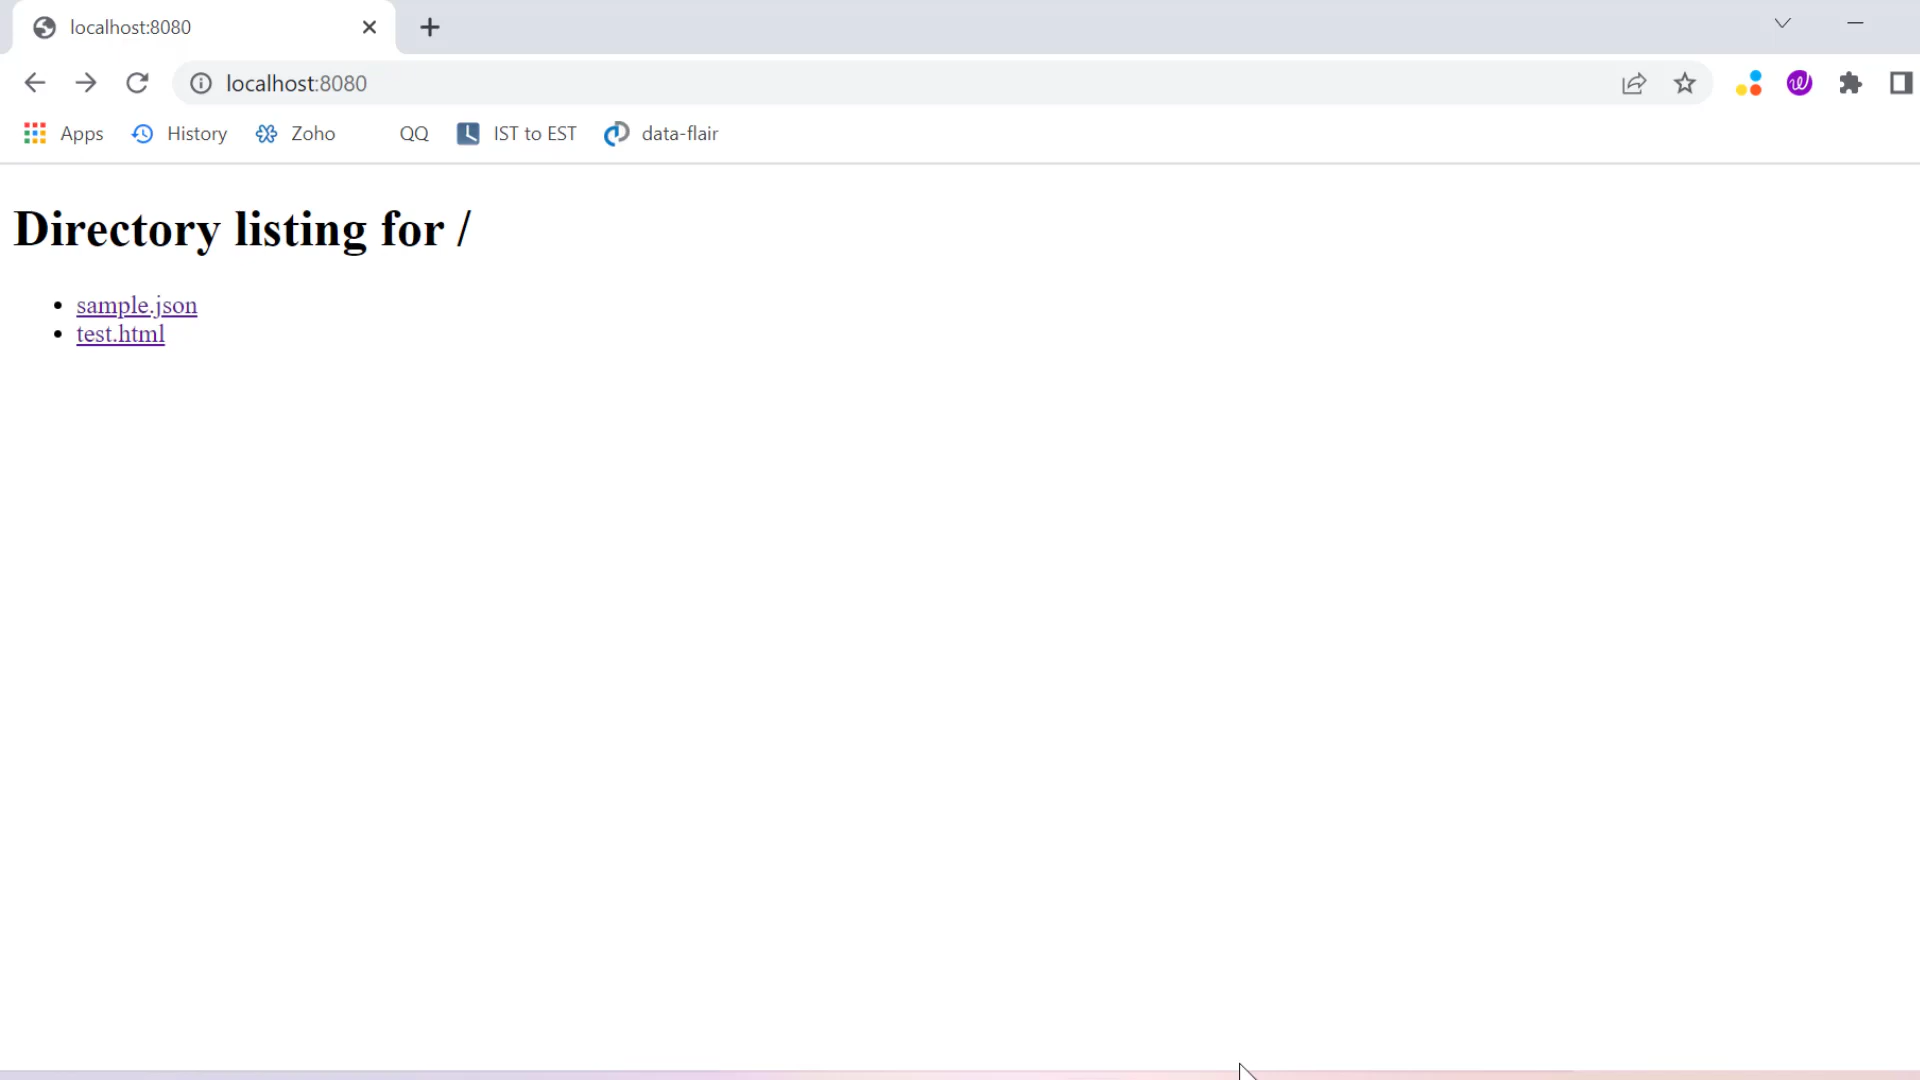 localhost:8080
localhost:8080
Apps History Zoho QQ IST to EST data-flair
Directory listing for /
sample.json
test.html